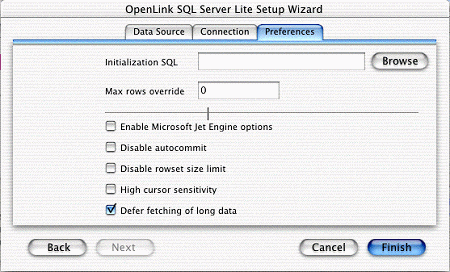 OpenLink SQL Server Lite Setup Wizard
Data Source Connection Preferences
Initialization SQL Browse
Max rows override 0
Enable Microsoft Jet Engine options
Disable autocommit
Disable rowset size limit
High cursor sensitivity
Defer fetching of long data
Back Next Cancel Finish